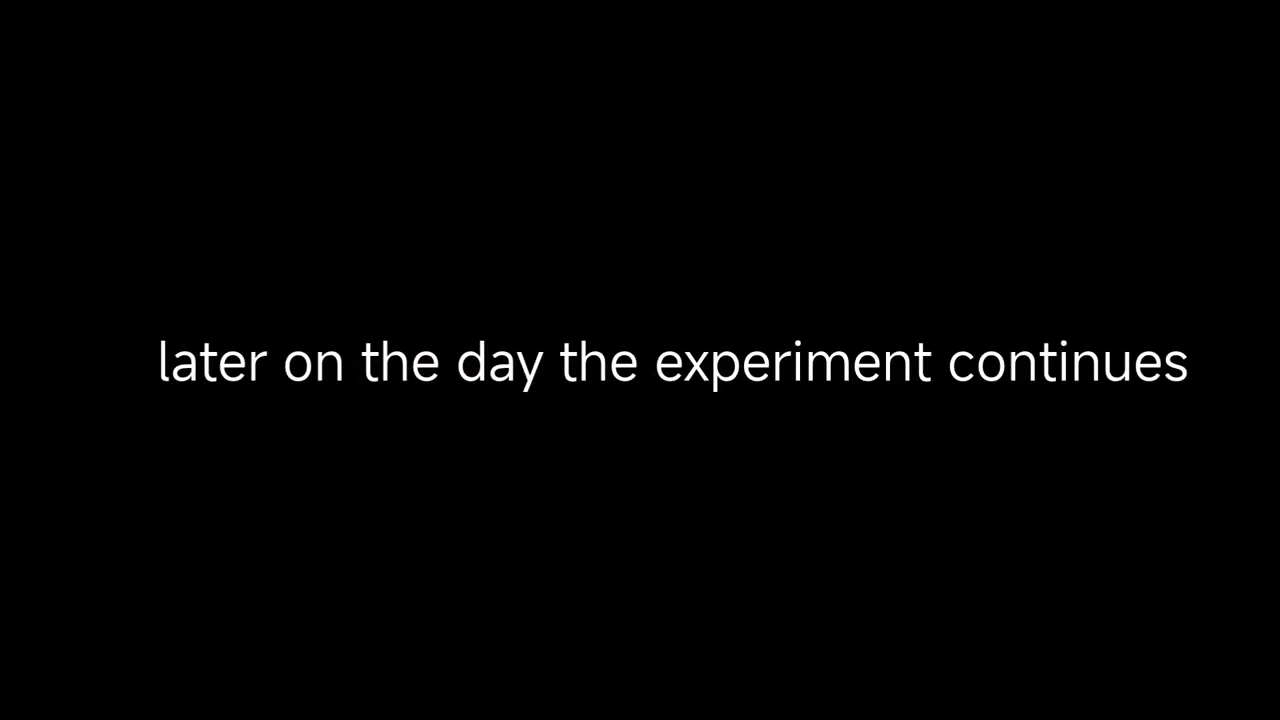 later on the day the experiment continues